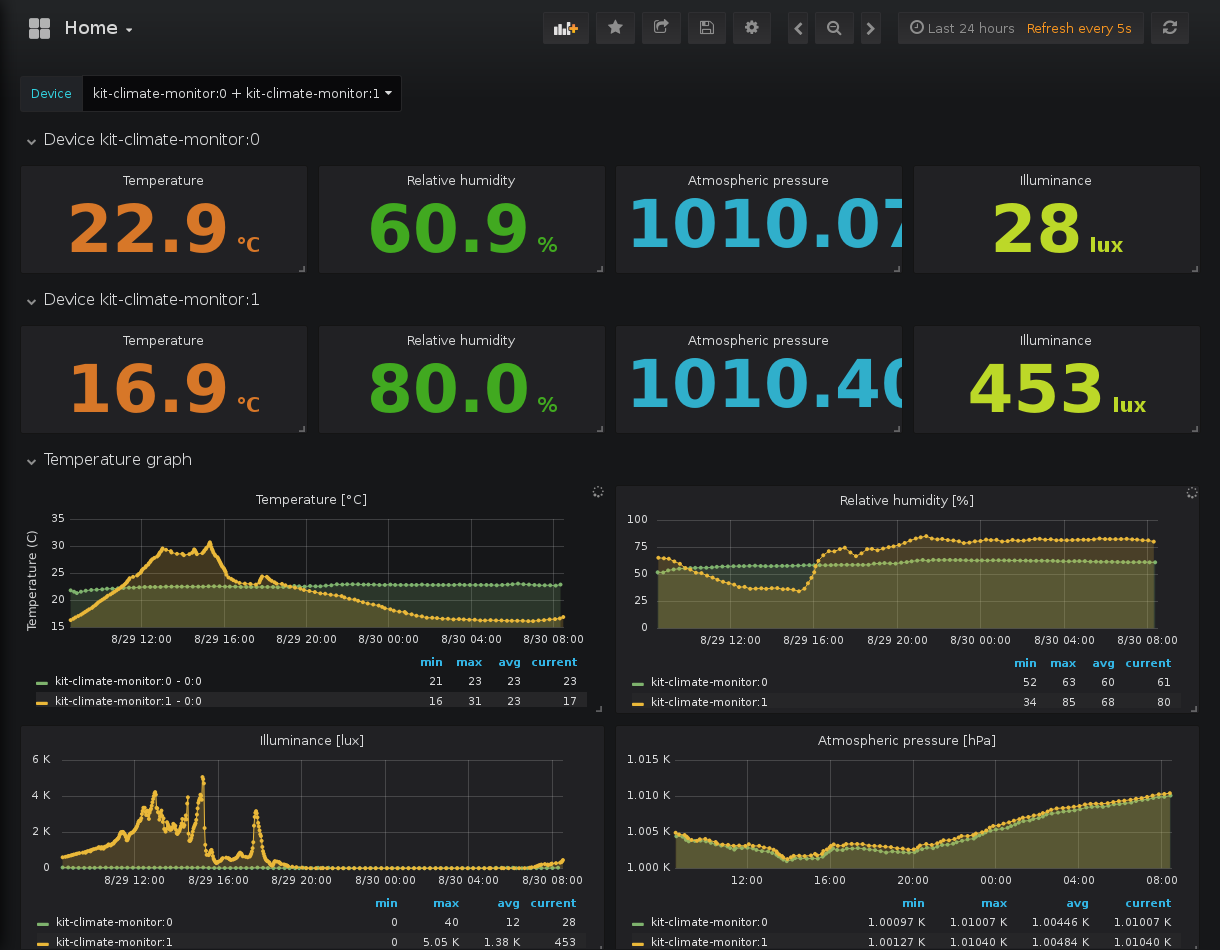 Home
Last 24 hours Refresh every 5s
Device kit-climate-monitor:0 + kit-climate-monitor:1
Device kit-climate-monitor:0
Temperature Relative humidity Atmospheric pressure Illuminance
22.9 °C 60.9 % 1010.07 28 lux
Device kit-climate-monitor:1
Temperature Relative humidity Atmospheric pressure Illuminance
16.9 °C 80.0 % 1010.40 453 lux
Temperature graph
Temperature [°C]
Temperature (C)
35
30
25
20
15
8/29 12:00 8/29 16:00 8/29 20:00 8/30 00:00 8/30 04:00 8/30 08:00
min max avg current
kit-climate-monitor:0 - 0:0 21 23 23 23
kit-climate-monitor:1 - 0:0 16 31 23 17
Relative humidity [%]
100
75
50
25
0
8/29 12:00 8/29 16:00 8/29 20:00 8/30 00:00 8/30 04:00 8/30 08:00
min max avg current
kit-climate-monitor:0 52 63 60 61
kit-climate-monitor:1 34 85 68 80
Illuminance [lux]
6 K
4 K
2 K
0
8/29 12:00 8/29 16:00 8/29 20:00 8/30 00:00 8/30 04:00 8/30 08:00
min max avg current
kit-climate-monitor:0 0 40 12 28
kit-climate-monitor:1 0 5.05 K 1.38 K 453
Atmospheric pressure [hPa]
1.015 K
1.010 K
1.005 K
1.000 K
12:00 16:00 20:00 00:00 04:00 08:00
min max avg current
kit-climate-monitor:0 1.00097 K 1.01007 K 1.00446 K 1.01007 K
kit-climate-monitor:1 1.00127 K 1.01040 K 1.00484 K 1.01040 K